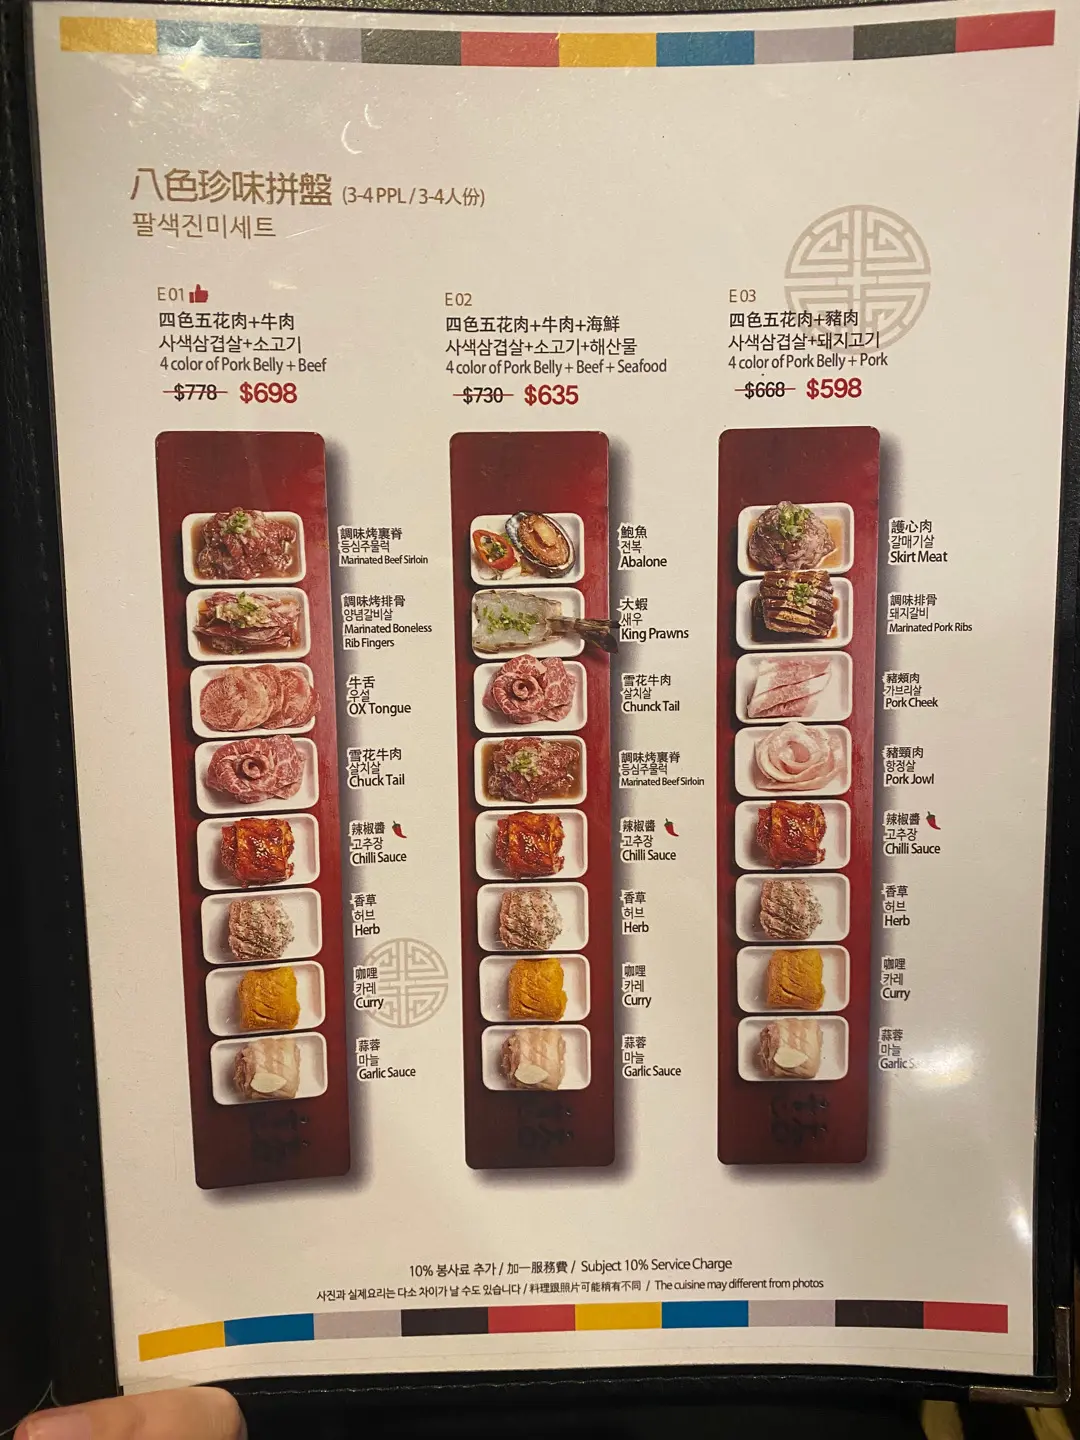 八色珍味拼盤 (3-4 PPL / 3-4人份)
팔색진미세트
E01
四色五花肉+牛肉
사색삼겹살+소고기
4 color of Pork Belly + Beef
$778 $698
調味烤裏脊
등심주물럭
Marinated Beef Sirloin
調味烤排骨
양념갈비살
Marinated Boneless
Rib Fingers
牛舌
우설
OX Tongue
雪花牛肉
살치살
Chuck Tail
辣椒醬
고추장
Chilli Sauce
香草
허브
Herb
咖哩
카레
Curry
蒜蓉
마늘
Garlic Sauce
E02
四色五花肉+牛肉+海鮮
사색삼겹살+소고기+해산물
4 color of Pork Belly + Beef + Seafood
$730 $635
鮑魚
전복
Abalone
大蝦
새우
King Prawns
雪花牛肉
살치살
Chunck Tail
調味烤裏脊
등심주물럭
Marinated Beef Sirloin
辣椒醬
고추장
Chilli Sauce
香草
허브
Herb
咖哩
카레
Curry
蒜蓉
마늘
Garlic Sauce
E03
四色五花肉+豬肉
사색삼겹살+돼지고기
4 color of Pork Belly + Pork
$668 $598
護心肉
갈매기살
Skirt Meat
調味排骨
돼지갈비
Marinated Pork Ribs
豬頰肉
가브리살
Pork Cheek
豬頸肉
항정살
Pork Jowl
辣椒醬
고추장
Chilli Sauce
香草
허브
Herb
咖哩
카레
Curry
蒜蓉
마늘
Garlic
10% 봉사료 추가 / 加一服務費 / Subject 10% Service Charge
사진과 실제요리는 다소 차이가 날 수도 있습니다 / 料理跟照片可能稍有不同 / The cuisine may different from photos